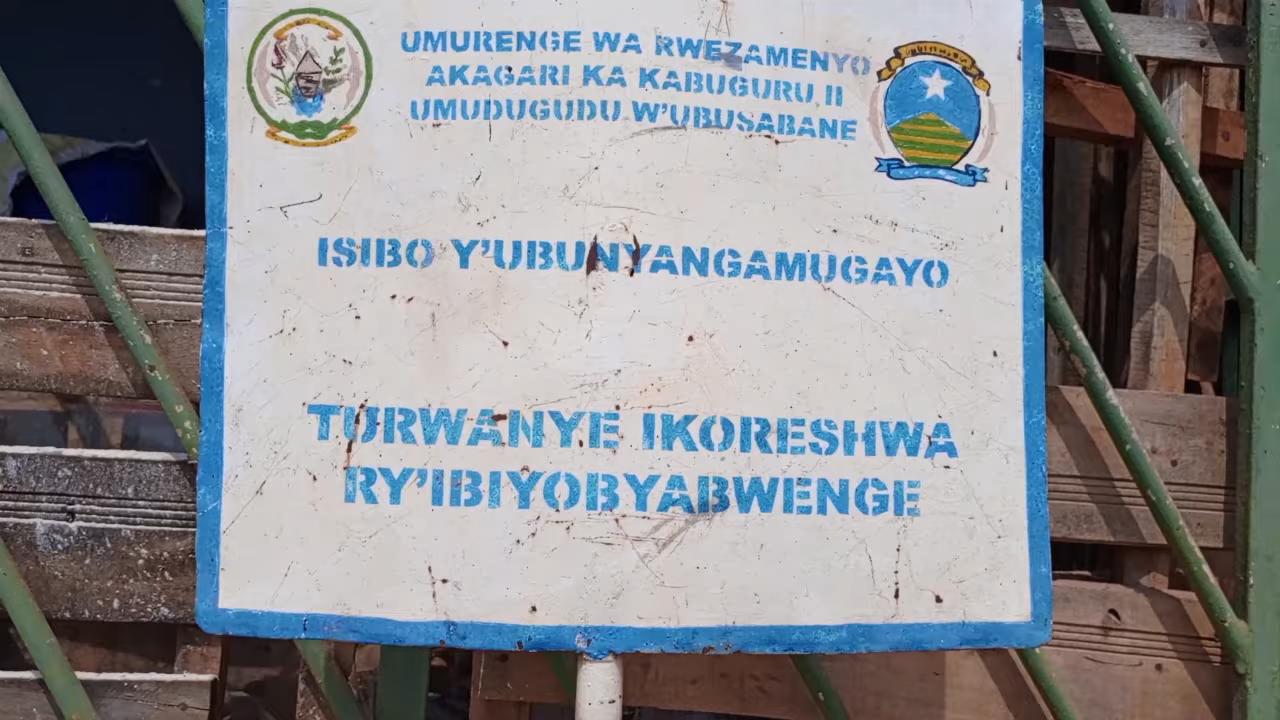 UMURENGE WA RWEZAMENYO
AKAGARI KA KABUGURU II
UMUDUGUDU W'UBUSABANE
ISIBO Y'UBUNYANGAMUGAYO
TURWANYE IKORESHWA
RY'IBIYOBYABWENGE